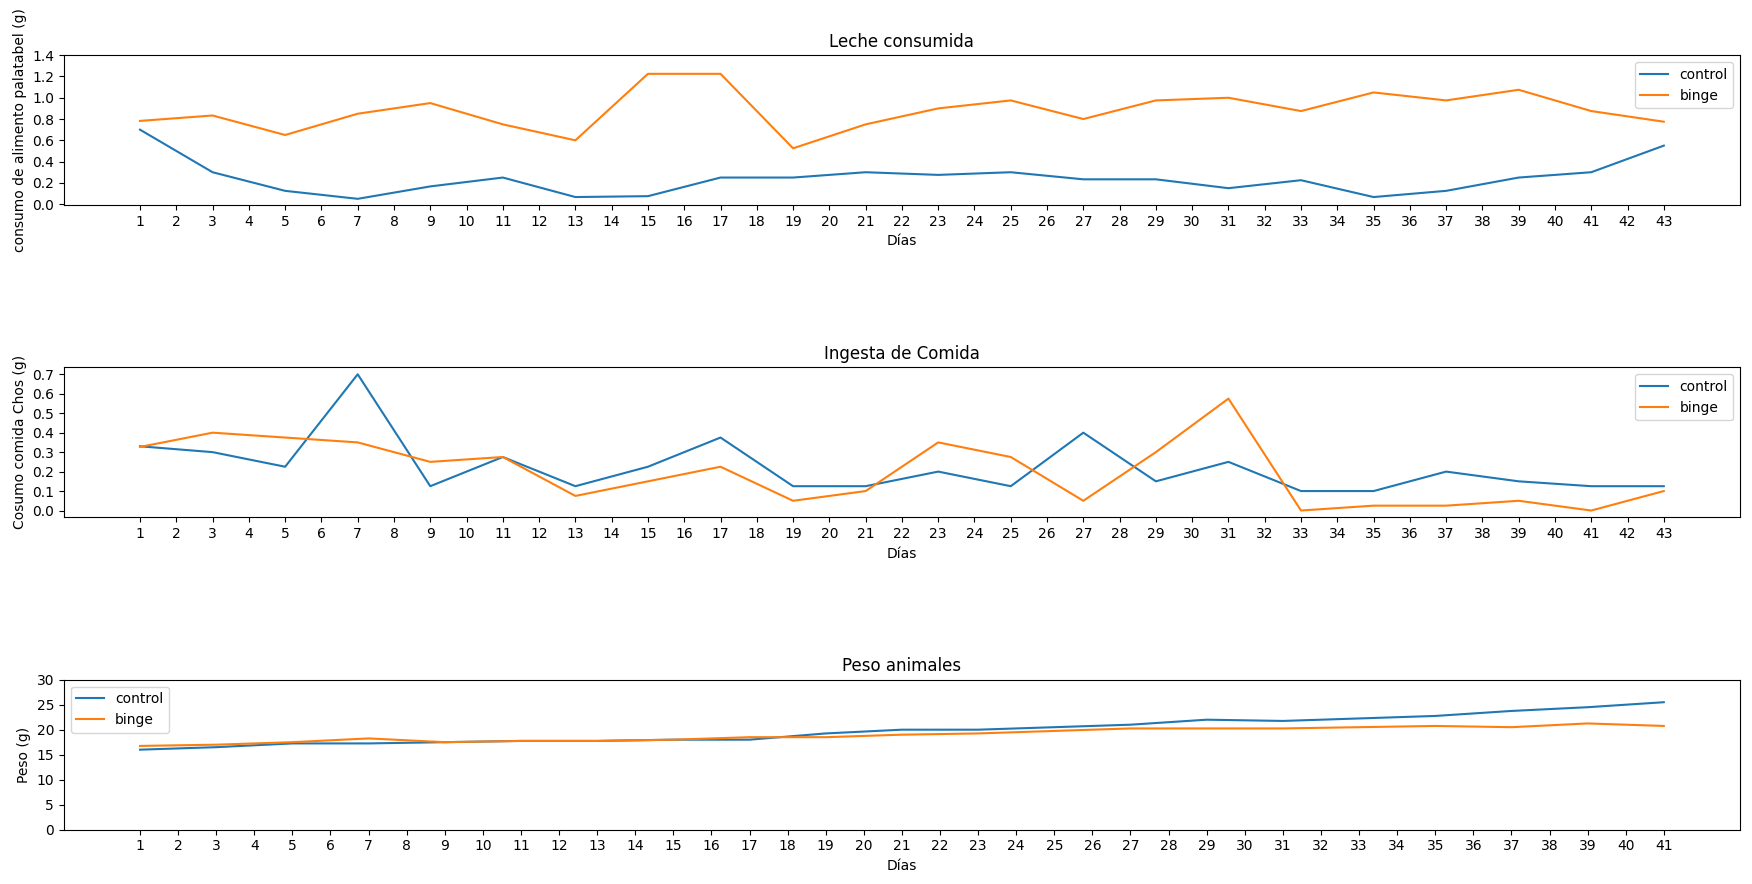 Leche consumida
consumo de alimento palatabel (g)
1.4
1.2
1.0
0.8
0.6
0.4
0.2
0.0
control
binge
1 2 3 4 5 6 7 8 9 10 11 12 13 14 15 16 17 18 19 20 21 22 23 24 25 26 27 28 29 30 31 32 33 34 35 36 37 38 39 40 41 42 43
Días
Ingesta de Comida
Cosumo comida Chos (g)
0.7
0.6
0.5
0.4
0.3
0.2
0.1
0.0
control
binge
1 2 3 4 5 6 7 8 9 10 11 12 13 14 15 16 17 18 19 20 21 22 23 24 25 26 27 28 29 30 31 32 33 34 35 36 37 38 39 40 41 42 43
Días
Peso animales
Peso (g)
30
25
20
15
10
5
0
control
binge
1 2 3 4 5 6 7 8 9 10 11 12 13 14 15 16 17 18 19 20 21 22 23 24 25 26 27 28 29 30 31 32 33 34 35 36 37 38 39 40 41
Días